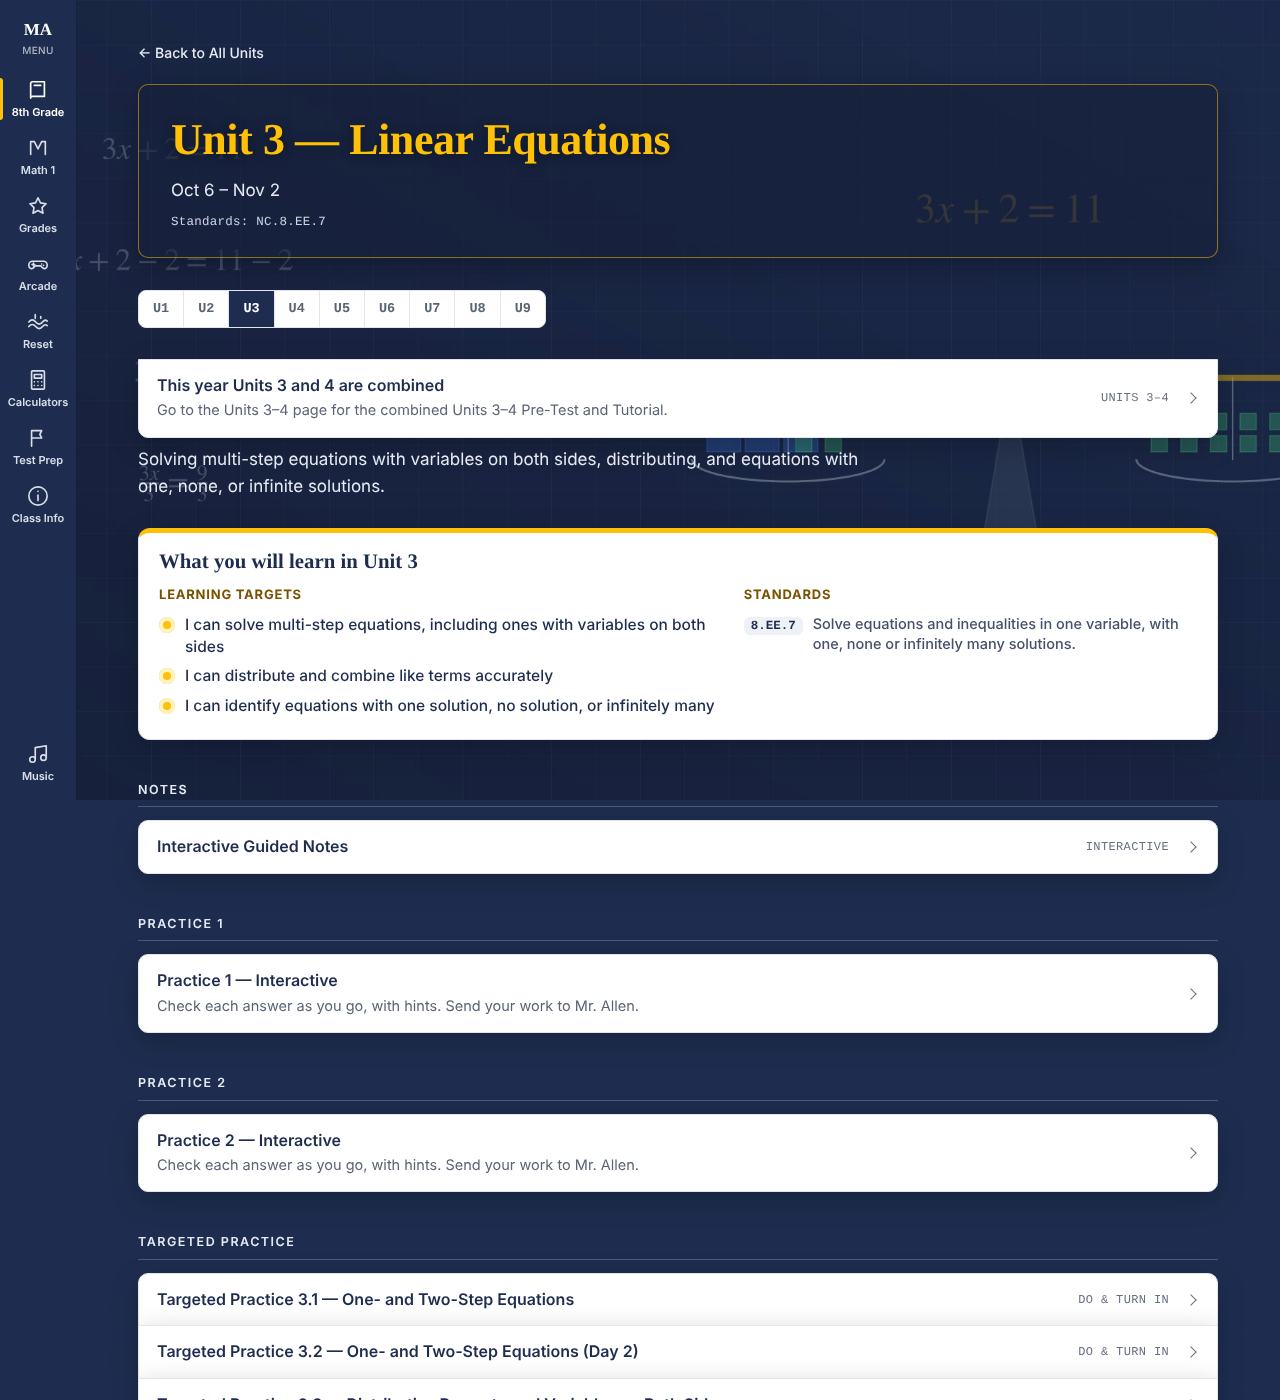 MA
MENU
8th Grade
Math 1
Grades
Arcade
Reset
Calculators
Test Prep
Class Info
Music
← Back to All Units
Unit 3 — Linear Equations
Oct 6 – Nov 2
Standards: NC.8.EE.7
3x + 2 = 11
+ 2 − 2 = 11 − 2
U1 U2 U3 U4 U5 U6 U7 U8 U9
This year Units 3 and 4 are combined
Go to the Units 3–4 page for the combined Units 3–4 Pre-Test and Tutorial.
UNITS 3–4
Solving multi-step equations with variables on both sides, distributing, and equations with
one, none, or infinite solutions.
What you will learn in Unit 3
LEARNING TARGETS
I can solve multi-step equations, including ones with variables on both
sides
I can distribute and combine like terms accurately
I can identify equations with one solution, no solution, or infinitely many
STANDARDS
8.EE.7 Solve equations and inequalities in one variable, with
one, none or infinitely many solutions.
NOTES
Interactive Guided Notes INTERACTIVE
PRACTICE 1
Practice 1 — Interactive
Check each answer as you go, with hints. Send your work to Mr. Allen.
PRACTICE 2
Practice 2 — Interactive
Check each answer as you go, with hints. Send your work to Mr. Allen.
TARGETED PRACTICE
Targeted Practice 3.1 — One- and Two-Step Equations DO & TURN IN
Targeted Practice 3.2 — One- and Two-Step Equations (Day 2) DO & TURN IN